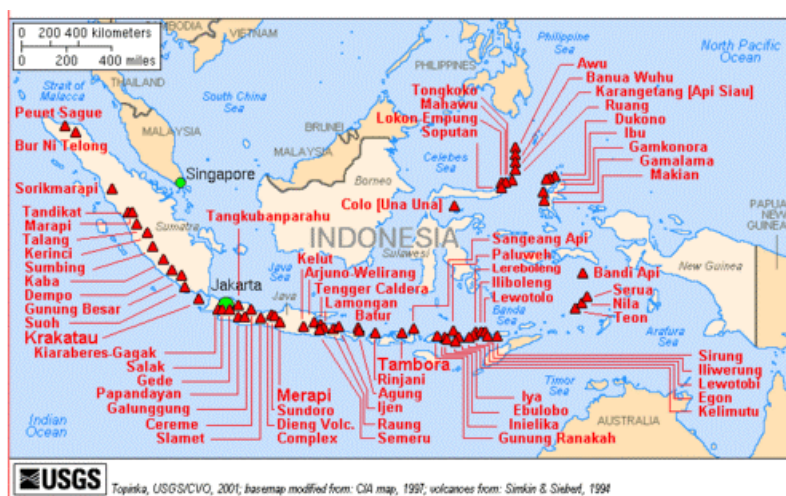 0 200 400 kilometers
0 200 400 miles
CAMBODIA
VIETNAM
THAILAND
PHILIPPINES
Philippine
Sea
North Pacific
Ocean
Strait of
Malacca
South China
Sea
MALAYSIA
BRUNEI
MALAYSIA
Singapore
Celebes
Sea
Borneo
Sumatra
INDONESIA
Sulawesi
Java
Sea
Java
Jakarta
Banda
Sea
New Guinea
PAPUA
NEW
GUINEA
Arafura
Sea
Timor
Sea
Indian
Ocean
AUSTRALIA
Peuet Sague
Bur Ni Telong
Sorikmarapi
Tandikat
Marapi
Talang
Kerinci
Sumbing
Kaba
Dempo
Gunung Besar
Suoh
Krakatau
Kiaraberes-Gagak
Salak
Gede
Papandayan
Galunggung
Cereme
Slamet
Tangkubanparahu
Merapi
Sundoro
Dieng Volc.
Complex
Kelut
Arjuno-Welirang
Tengger Caldera
Lamongan
Batur
Tambora
Rinjani
Agung
Ijen
Raung
Semeru
Tongkoko
Mahawu
Lokon Empung
Soputan
Colo [Una Una]
Awu
Banua Wuhu
Karangetang [Api Siau]
Ruang
Dukono
Ibu
Gamkonora
Gamalama
Makian
Sangeang Api
Paluweh
Lereboleng
Iliboleng
Lewotolo
Bandi Api
Serua
Nila
Teon
Sirung
Iliwerung
Lewotobi
Egon
Kelimutu
Iya
Ebulobo
Inielika
Gunung Ranakah
USGS
Topinka, USGS/CVO, 2001; basemap modified from: CIA map, 1997; volcanoes from: Simkin & Siebert, 1994